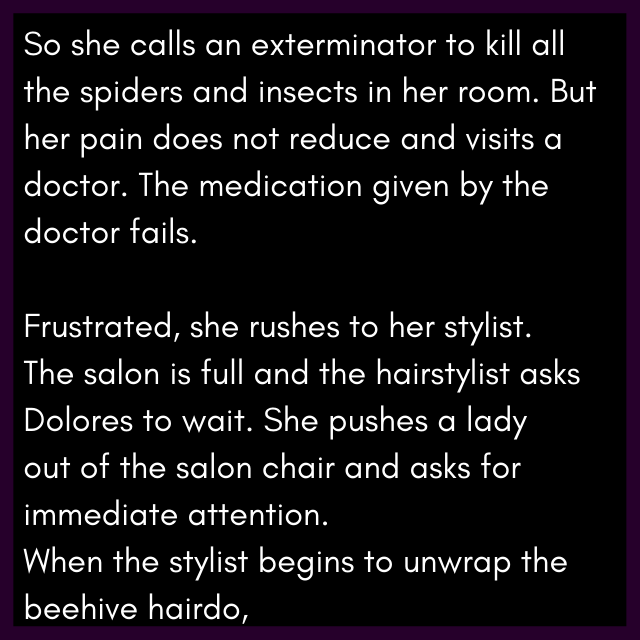 So she calls an exterminator to kill all
the spiders and insects in her room. But
her pain does not reduce and visits a
doctor. The medication given by the
doctor fails.
Frustrated, she rushes to her stylist.
The salon is full and the hairstylist asks
Dolores to wait. She pushes a lady
out of the salon chair and asks for
immediate attention.
When the stylist begins to unwrap the
beehive hairdo,